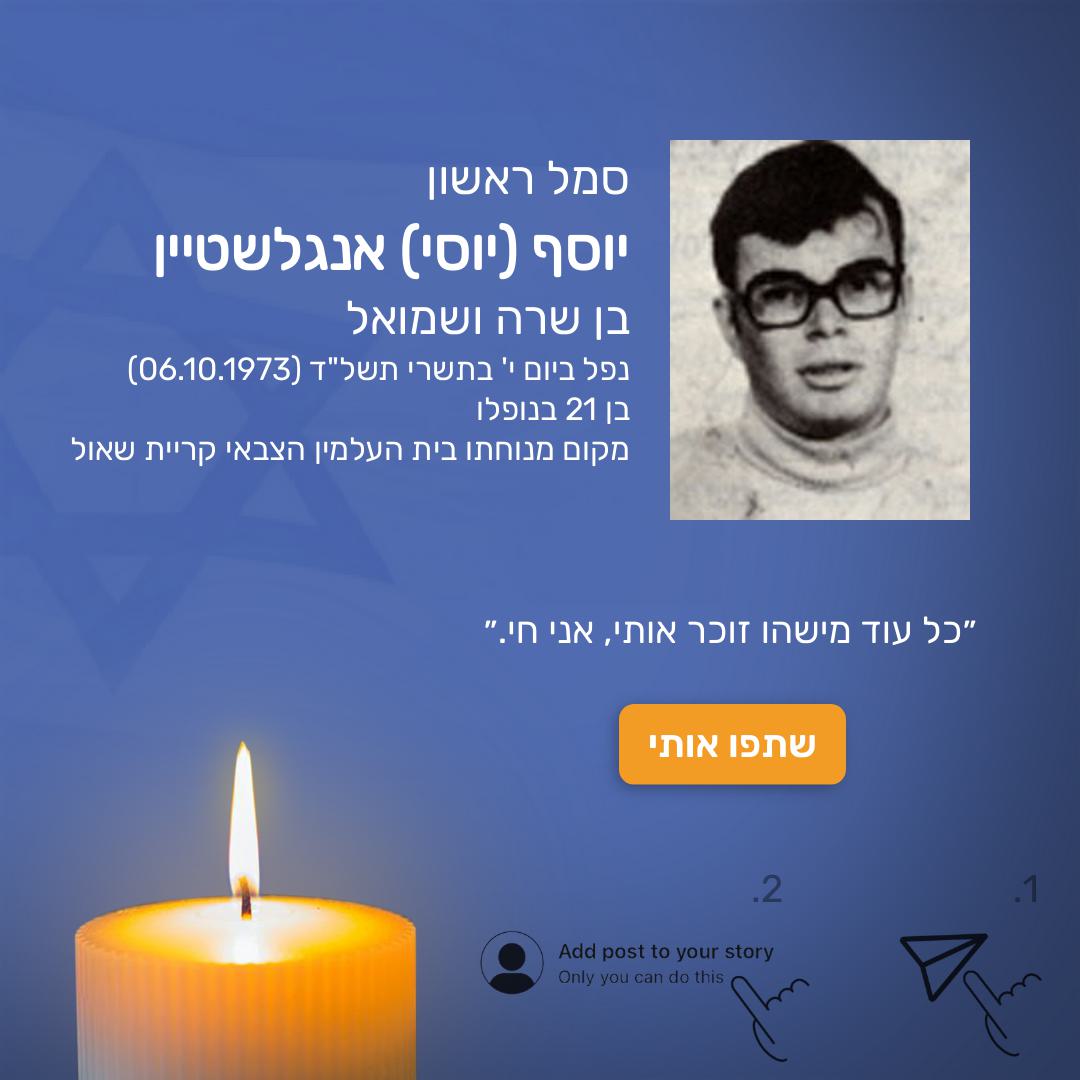 סמל ראשון
יוסף (יוסי) אנגלשטיין
בן שרה ושמואל
נפל ביום י' בתשרי תשל"ד (06.10.1973)
בן 21 בנופלו
מקום מנוחתו בית העלמין הצבאי קריית שאול
״כל עוד מישהו זוכר אותי, אני חי.״
שתפו אותי
1.
2.
Add post to your story
Only you can do this